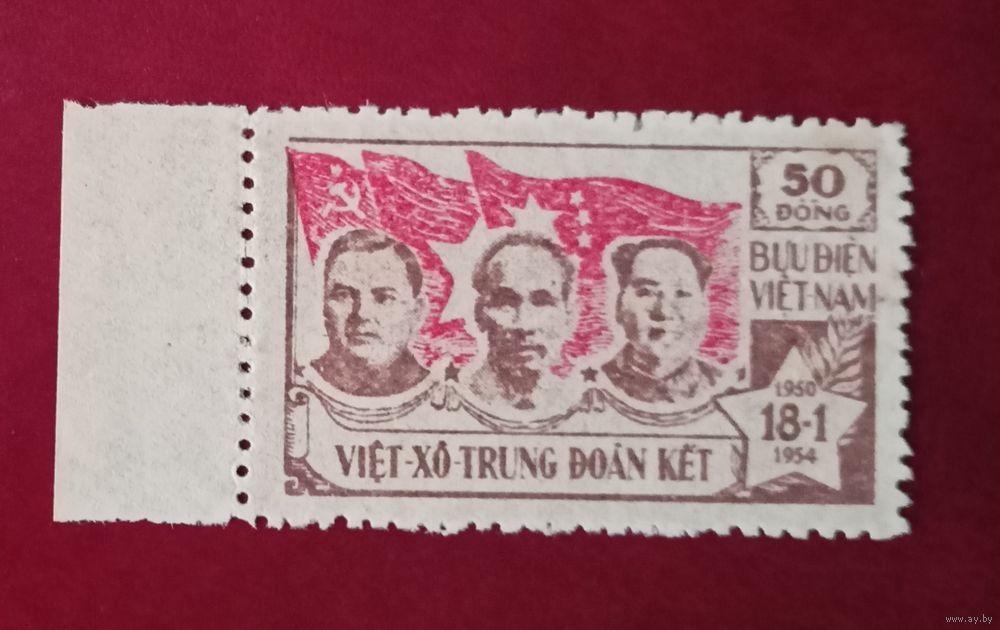 50
ĐỒNG
BƯU ĐIỆN
VIỆT-NAM
1950
18-1
1954
VIỆT-XÔ-TRUNG ĐOÀN KẾT
www.ay.by